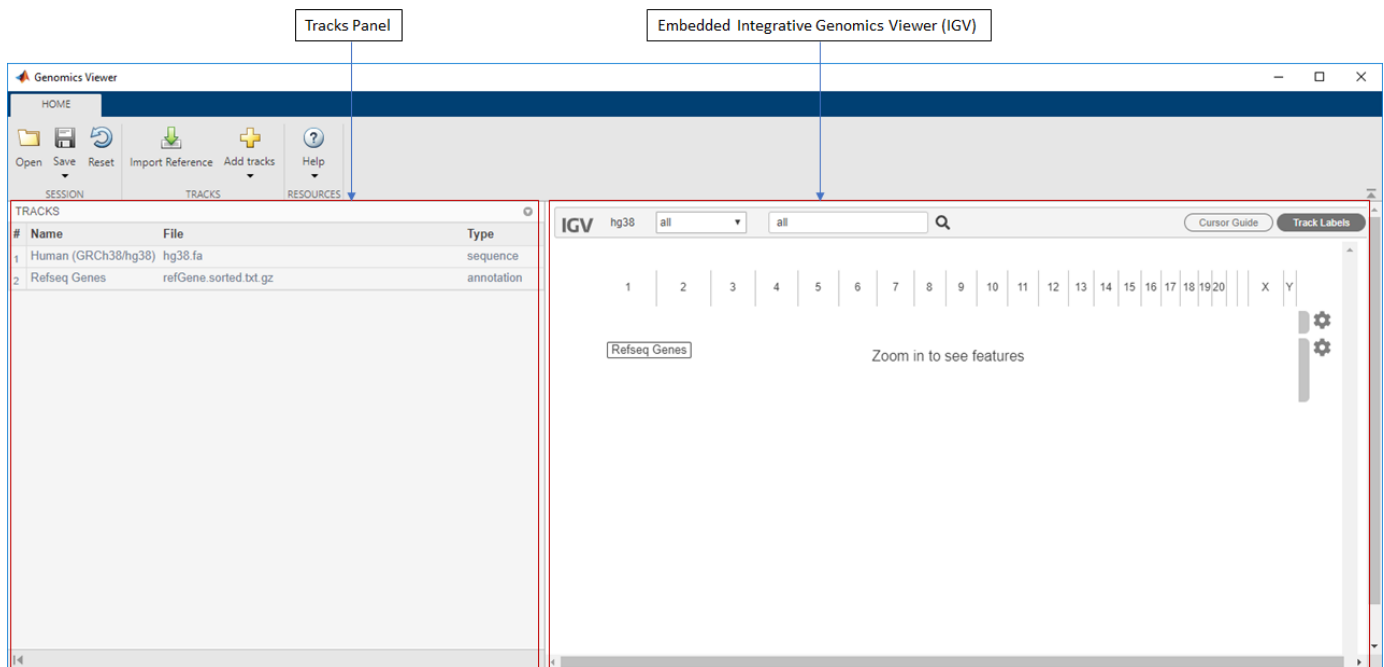 Tracks Panel
Embedded Integrative Genomics Viewer (IGV)
Genomics Viewer
HOME
Open Save Reset Import Reference Add tracks Help
SESSION TRACKS RESOURCES
TRACKS
# Name File Type
1 Human (GRCh38/hg38) hg38.fa sequence
2 Refseq Genes refGene.sorted.txt.gz annotation
IGV hg38 all all Cursor Guide Track Labels
1 2 3 4 5 6 7 8 9 10 11 12 13 14 15 16 17 18 19 20 X Y
Refseq Genes
Zoom in to see features